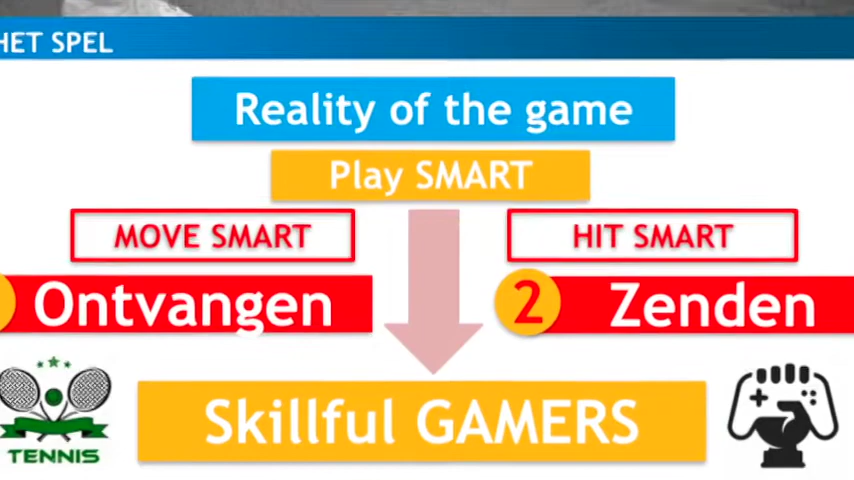 HET SPEL
Reality of the game
Play SMART
MOVE SMART
HIT SMART
Ontvangen
2 Zenden
Skillful GAMERS
TENNIS